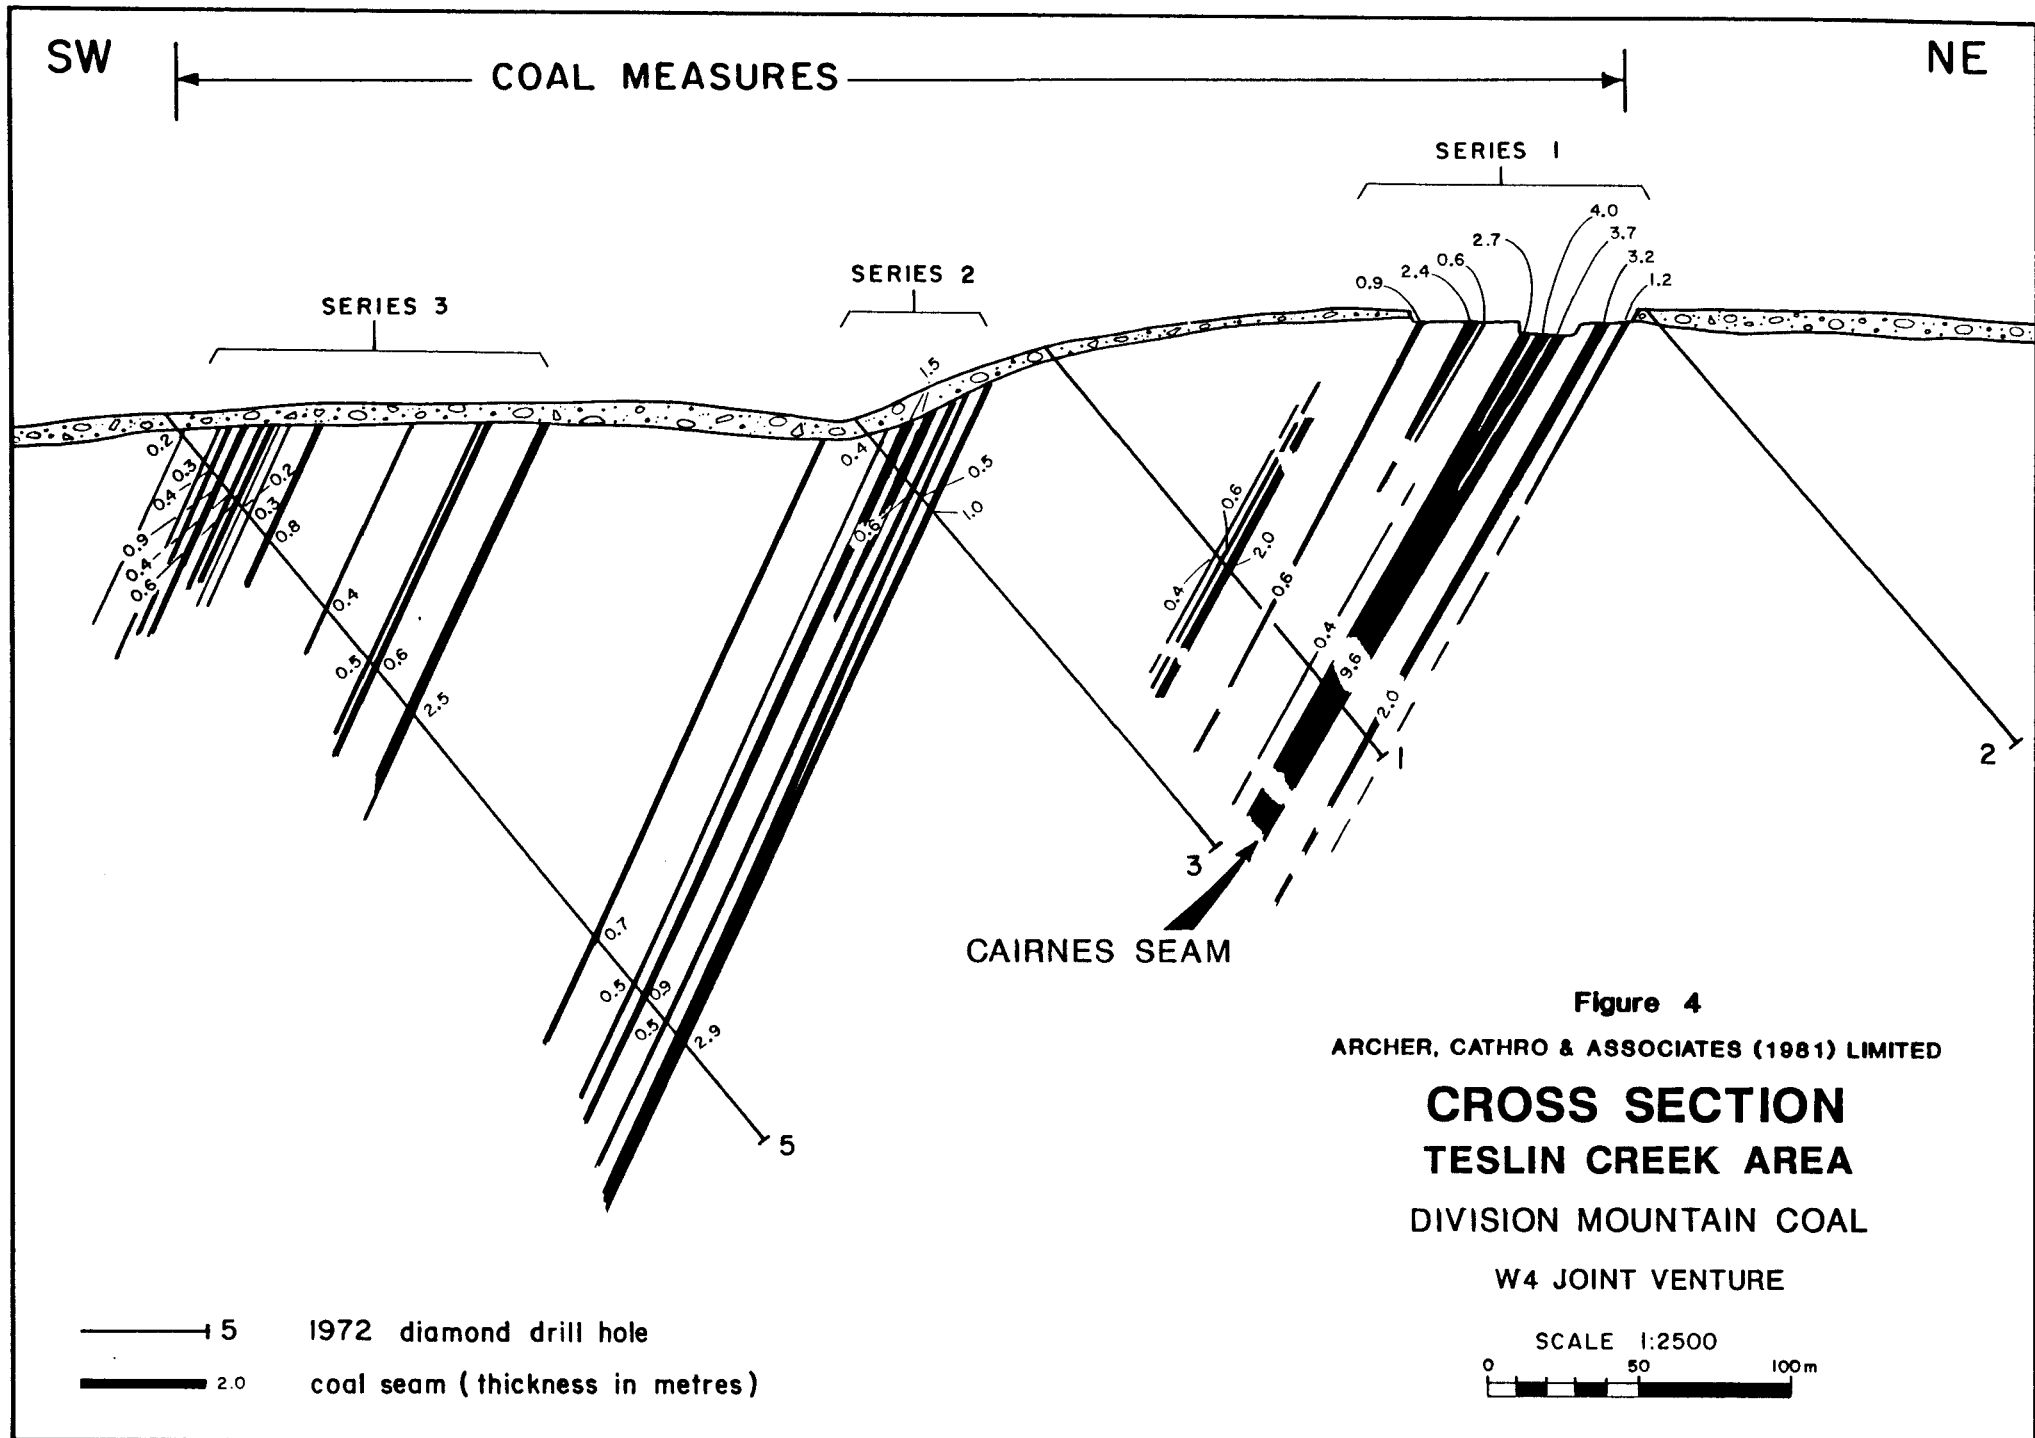 SW
COAL MEASURES
NE
SERIES 1
4.0
2.7
3.7
0.6
3.2
2.4
0.9
1.2
SERIES 2
SERIES 3
1.5
0.2
0.3
0.4
0.2
0.3
0.9
0.8
0.4
0.6
0.4
0.5
0.6
2.5
0.4
0.5
0.6
1.0
0.6
2.0
0.4
0.6
0.4
9.6
2.0
1
2
3
0.7
0.5
0.9
0.5
2.9
5
CAIRNES SEAM
Figure 4
ARCHER, CATHRO & ASSOCIATES (1981) LIMITED
CROSS SECTION
TESLIN CREEK AREA
DIVISION MOUNTAIN COAL
W4 JOINT VENTURE
SCALE 1:2500
0 50 100m
5 1972 diamond drill hole
2.0 coal seam (thickness in metres)